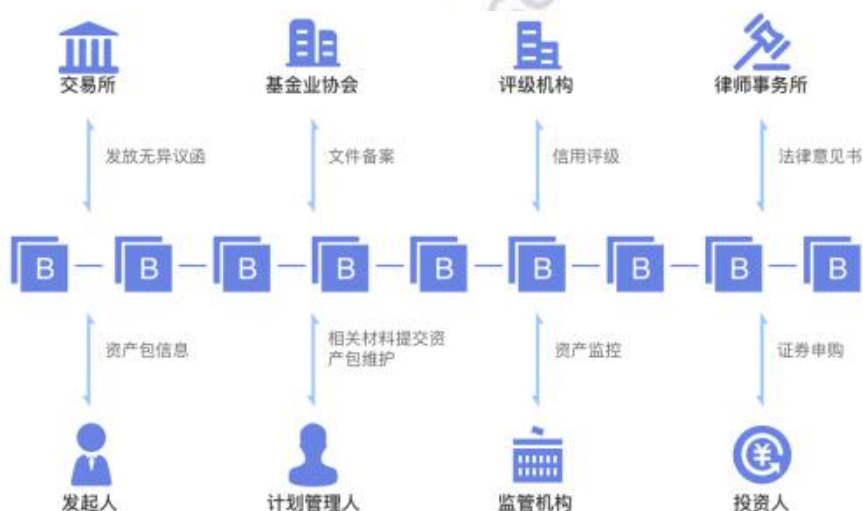 交易所
基金业协会
评级机构
律师事务所
发放无异议函
文件备案
信用评级
法律意见书
B
B
B
B
B
B
B
B
B
资产包信息
相关材料提交资
产包维护
资产监控
证券申购
发起人
计划管理人
监管机构
投资人